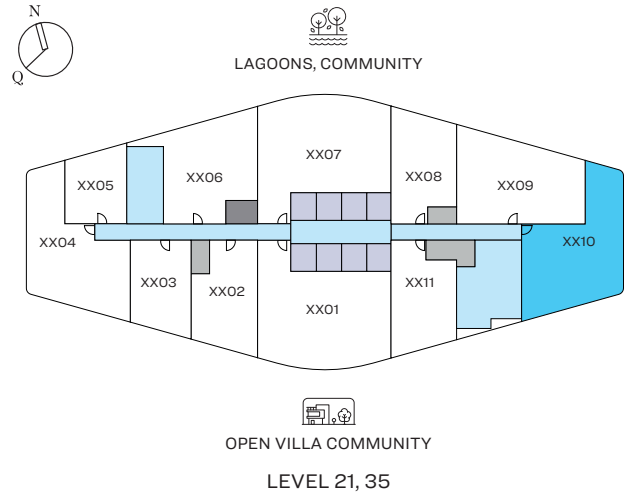 N
Q
LAGOONS, COMMUNITY
XX07
XX05
XX06
XX08
XX09
XX04
XX10
XX03
XX02
XX01
XX11
OPEN VILLA COMMUNITY
LEVEL 21, 35